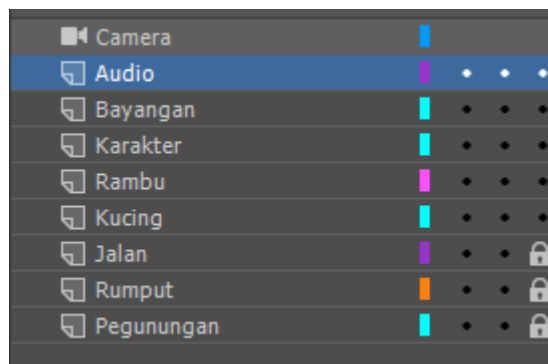 Camera
Audio
Bayangan
Karakter
Rambu
Kucing
Jalan
Rumput
Pegunungan